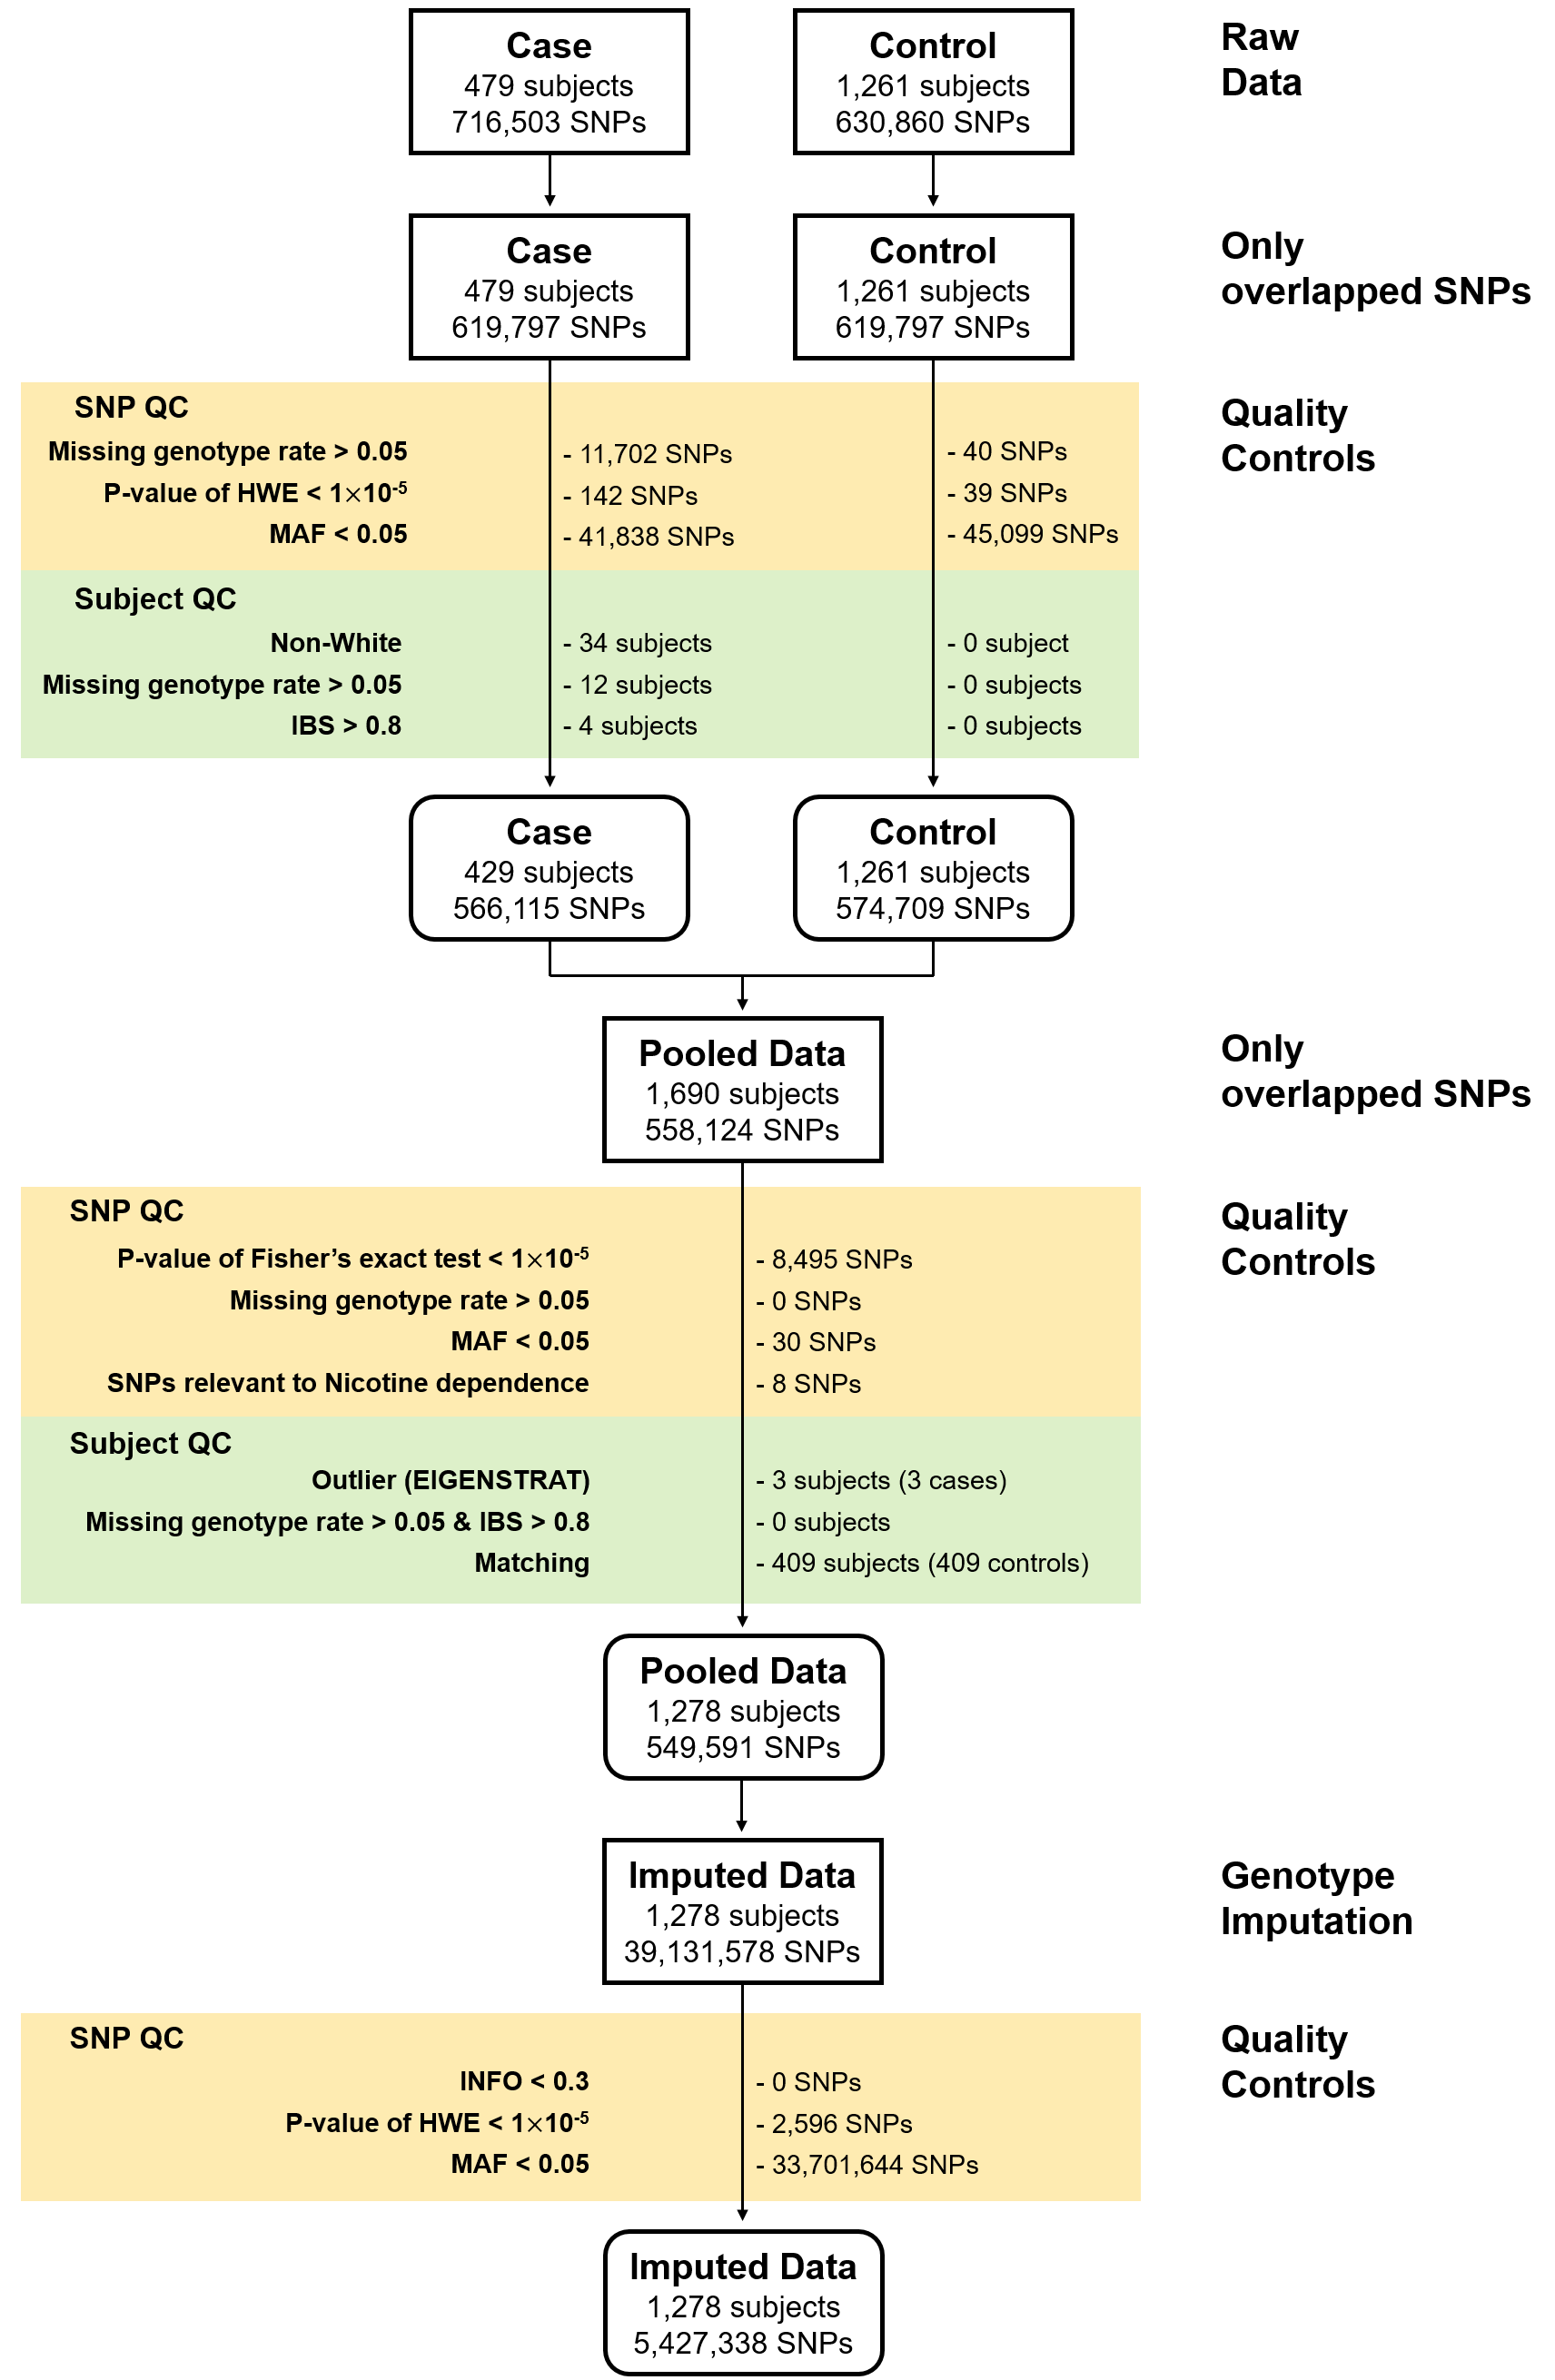 Case
479 subjects
716,503 SNPs
Control
1,261 subjects
630,860 SNPs
Raw
Data
Case
479 subjects
619,797 SNPs
Control
1,261 subjects
619,797 SNPs
Only
overlapped SNPs
Quality
Controls
SNP QC
Missing genotype rate > 0.05 - 11,702 SNPs - 40 SNPs
P-value of HWE < 1×10⁻⁵ - 142 SNPs - 39 SNPs
MAF < 0.05 - 41,838 SNPs - 45,099 SNPs
Subject QC
Non-White - 34 subjects - 0 subject
Missing genotype rate > 0.05 - 12 subjects - 0 subjects
IBS > 0.8 - 4 subjects - 0 subjects
Case
429 subjects
566,115 SNPs
Control
1,261 subjects
574,709 SNPs
Pooled Data
1,690 subjects
558,124 SNPs
Only
overlapped SNPs
Quality
Controls
SNP QC
P-value of Fisher’s exact test < 1×10⁻⁵ - 8,495 SNPs
Missing genotype rate > 0.05 - 0 SNPs
MAF < 0.05 - 30 SNPs
SNPs relevant to Nicotine dependence - 8 SNPs
Subject QC
Outlier (EIGENSTRAT) - 3 subjects (3 cases)
Missing genotype rate > 0.05 & IBS > 0.8 - 0 subjects
Matching - 409 subjects (409 controls)
Pooled Data
1,278 subjects
549,591 SNPs
Imputed Data
1,278 subjects
39,131,578 SNPs
Genotype
Imputation
Quality
Controls
SNP QC
INFO < 0.3 - 0 SNPs
P-value of HWE < 1×10⁻⁵ - 2,596 SNPs
MAF < 0.05 - 33,701,644 SNPs
Imputed Data
1,278 subjects
5,427,338 SNPs